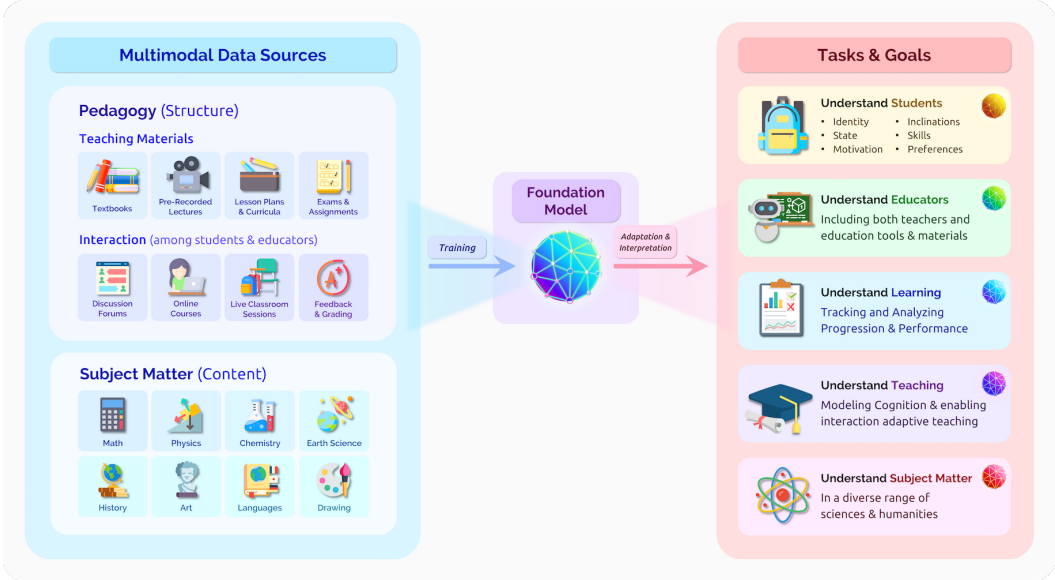 Multimodal Data Sources
Pedagogy (Structure)
Teaching Materials
Textbooks
Pre-Recorded
Lectures
Lesson Plans
& Curricula
Exams &
Assignments
Interaction (among students & educators)
Discussion
Forums
Online
Courses
Live Classroom
Sessions
Feedback
& Grading
Subject Matter (Content)
Math
Physics
Chemistry
Earth Science
History
Art
Languages
Drawing
Training
Foundation
Model
Adaptation &
Interpretation
Tasks & Goals
Understand Students
• Identity
• State
• Motivation
• Inclinations
• Skills
• Preferences
Understand Educators
Including both teachers and
education tools & materials
Understand Learning
Tracking and Analyzing
Progression & Performance
Understand Teaching
Modeling Cognition & enabling
interaction adaptive teaching
Understand Subject Matter
In a diverse range of
sciences & humanities